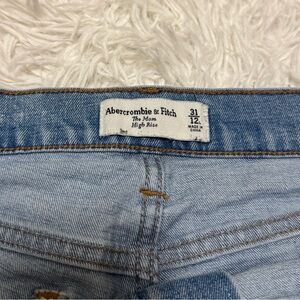 Abercrombie & Fitch
The Mom
High Rise
31
12
MADE IN
CHINA